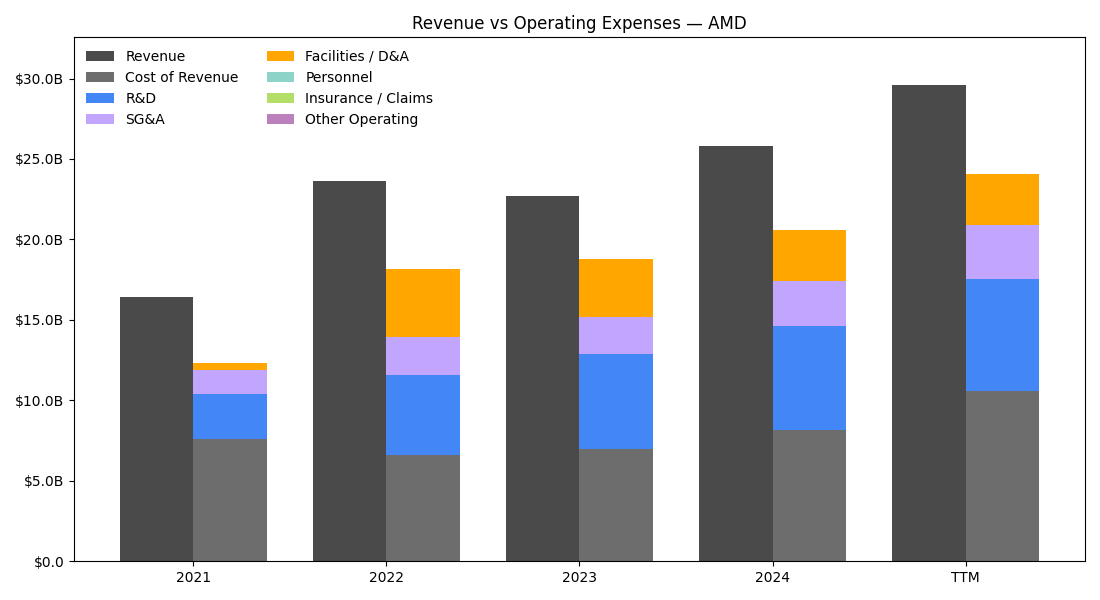 Revenue vs Operating Expenses — AMD
Revenue
Cost of Revenue
R&D
SG&A
Facilities / D&A
Personnel
Insurance / Claims
Other Operating
$30.0B
$25.0B
$20.0B
$15.0B
$10.0B
$5.0B
$0.0
2021 2022 2023 2024 TTM